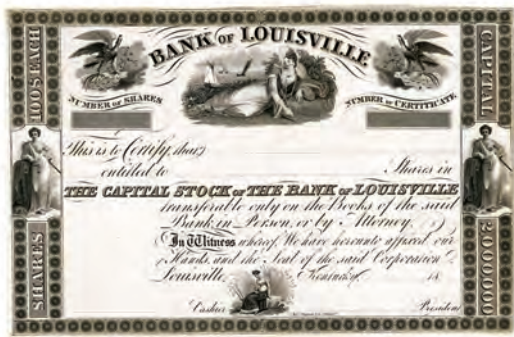 BANK OF LOUISVILLE
NUMBER OF SHARES
NUMBER OF CERTIFICATE
100$ EACH
SHARES
CAPITAL
2,000,000
This is to Certify, that
entitled to Shares in
THE CAPITAL STOCK OF THE BANK OF LOUISVILLE
transferable only on the Books of the said
Bank in Person, or by Attorney
In Witness whereof, We have hereunto affixed our
Hands, and the Seal of the said Corporation
Louisville, Kentucky, 18
Cashier President